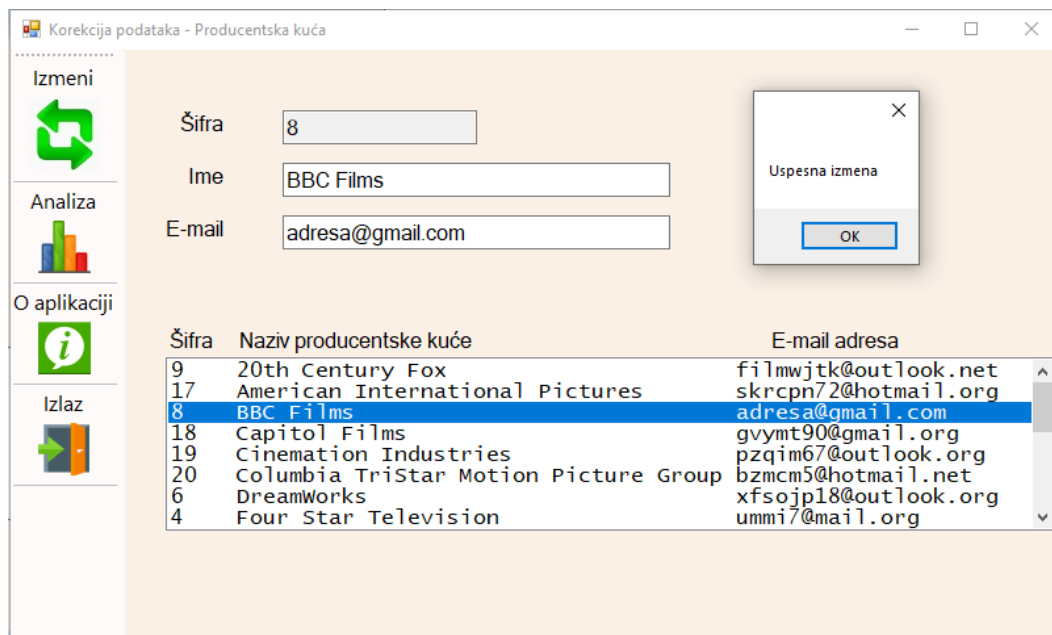 Korekcija podataka - Producentska kuća
Izmeni
Analiza
O aplikaciji
Izlaz
Šifra 8
Ime BBC Films
E-mail adresa@gmail.com
Uspesna izmena
OK
Šifra Naziv producentske kuće E-mail adresa
9 20th Century Fox filmwjtk@outlook.net
17 American International Pictures skrcpn72@hotmail.org
8 BBC Films adresa@gmail.com
18 Capitol Films gvymt90@gmail.org
19 Cinemation Industries pzqim67@outlook.org
20 Columbia TriStar Motion Picture Group bzmcm5@hotmail.net
6 DreamWorks xfsojp18@outlook.org
4 Four Star Television ummi7@mail.org